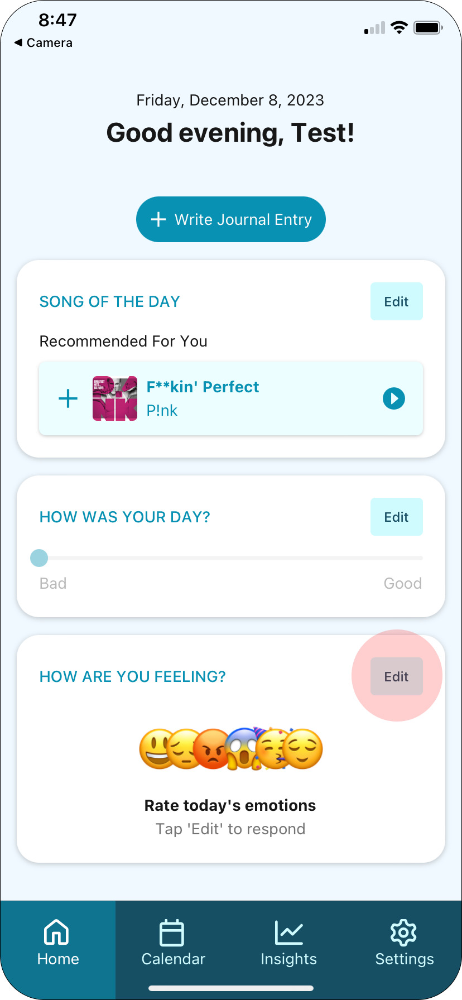 8:47
◀ Camera
Friday, December 8, 2023
Good evening, Test!
+ Write Journal Entry
SONG OF THE DAY
Edit
Recommended For You
F**kin' Perfect
P!nk
HOW WAS YOUR DAY?
Edit
Bad
Good
HOW ARE YOU FEELING?
Edit
Rate today's emotions
Tap 'Edit' to respond
Home
Calendar
Insights
Settings